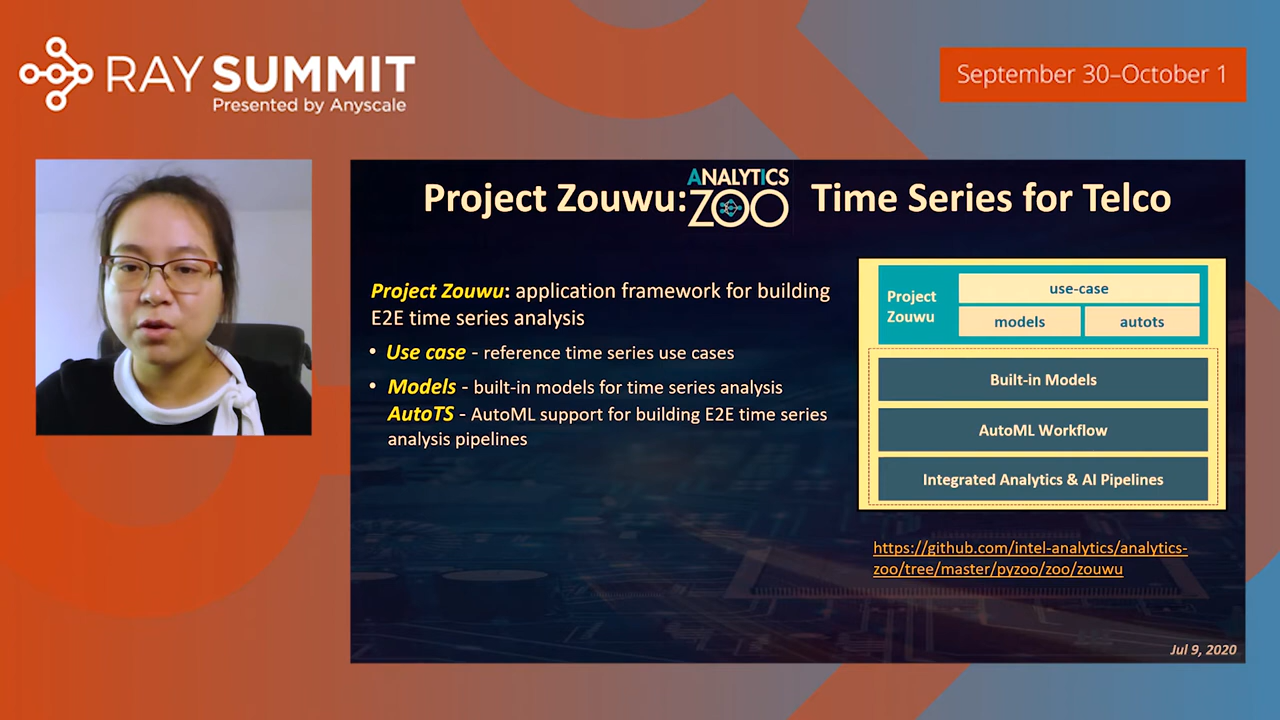 RAY SUMMIT
Presented by Anyscale
September 30–October 1
Project Zouwu: ANALYTICS ZOO Time Series for Telco
Project Zouwu: application framework for building
E2E time series analysis
• Use case - reference time series use cases
• Models - built-in models for time series analysis
AutoTS - AutoML support for building E2E time series
analysis pipelines
Project
Zouwu
use-case
models
autots
Built-in Models
AutoML Workflow
Integrated Analytics & AI Pipelines
https://github.com/intel-analytics/analytics-
zoo/tree/master/pyzoo/zoo/zouwu
Jul 9, 2020